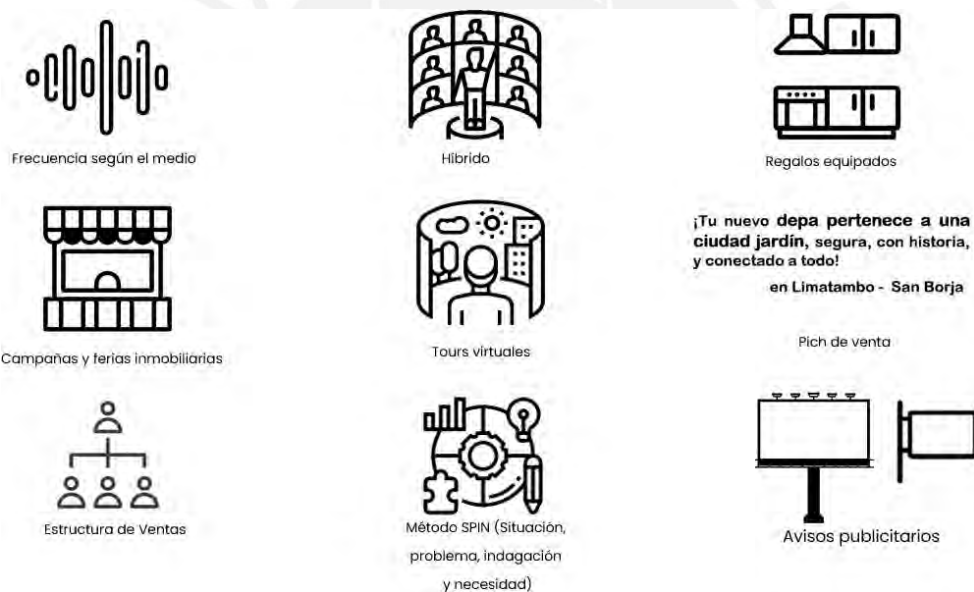 Frecuencia según el medio
Hibrido
Regalos equipados
Campañas y ferias inmobiliarias
Tours virtuales
¡Tu nuevo depa pertenece a una
ciudad jardín, segura, con historia,
y conectado a todo!
en Limatambo - San Borja
Pich de venta
Estructura de Ventas
Método SPIN (Situación,
problema, indagación
y necesidad)
Avisos publicitarios